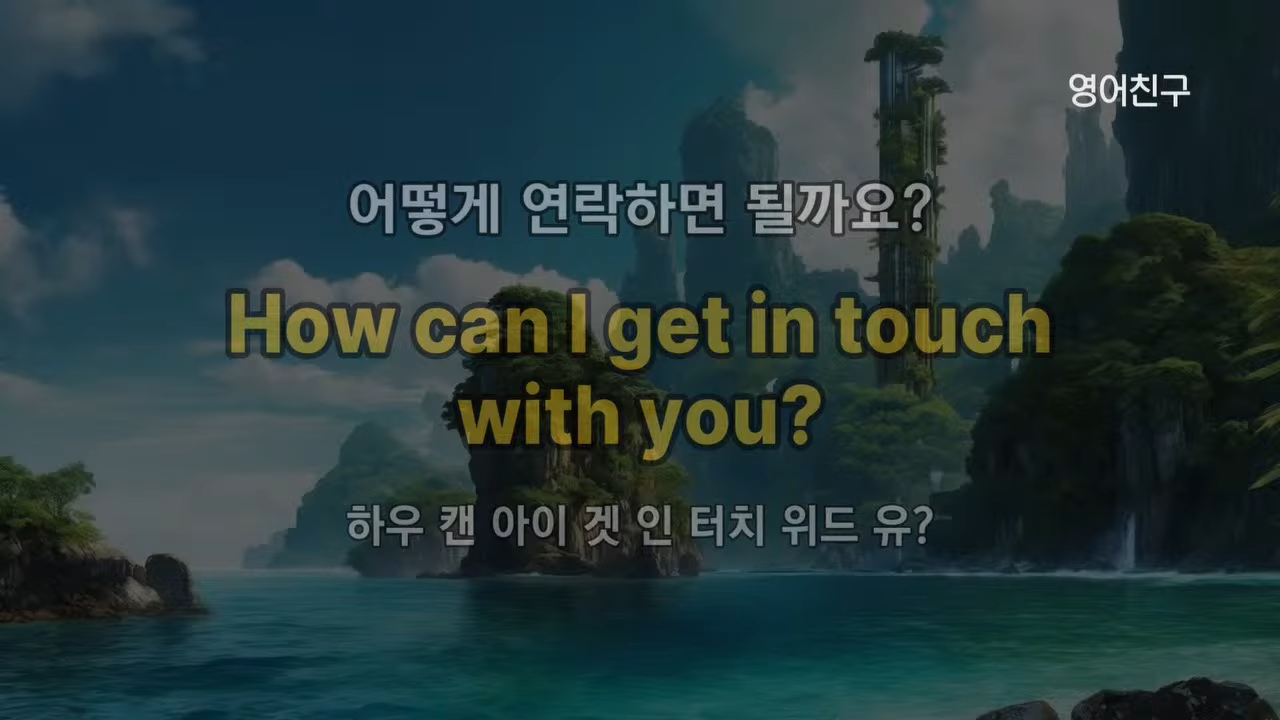 영어친구
어떻게 연락하면 될까요?
How can I get in touch
with you?
하우 캔 아이 겟 인 터치 위드 유?